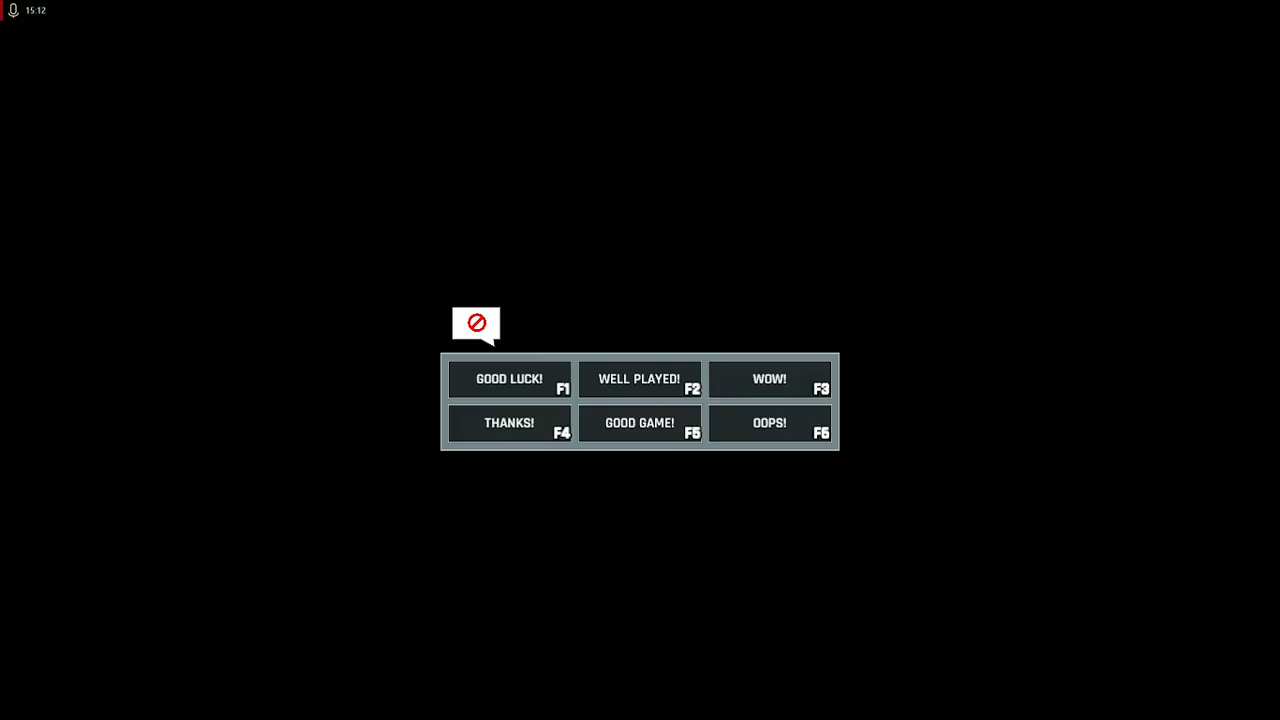 15:12
GOOD LUCK! F1
WELL PLAYED! F2
WOW! F3
THANKS! F4
GOOD GAME! F5
OOPS! F6